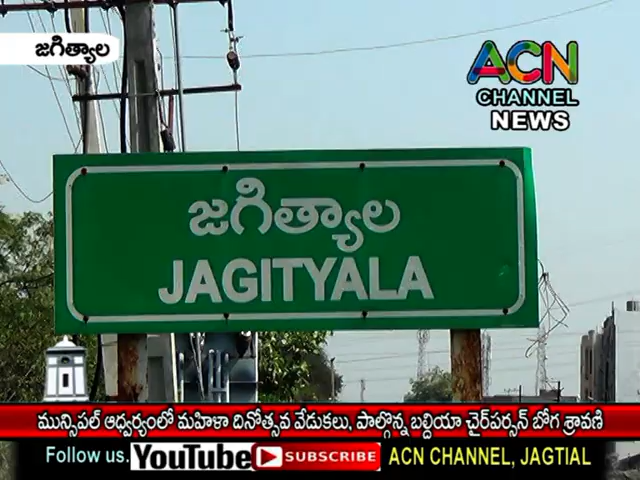 జగిత్యాల
ACN
CHANNEL
NEWS
జగిత్యాల
JAGITYALA
మున్సిపల్ ఆధ్వర్యంలో మహిళా దినోత్సవ వేడుకలు, పాల్గొన్న బల్దియా ఛైర్‌పర్సన్ బోగ శ్రావణి
Follow us. YouTube SUBSCRIBE ACN CHANNEL, JAGTIAL